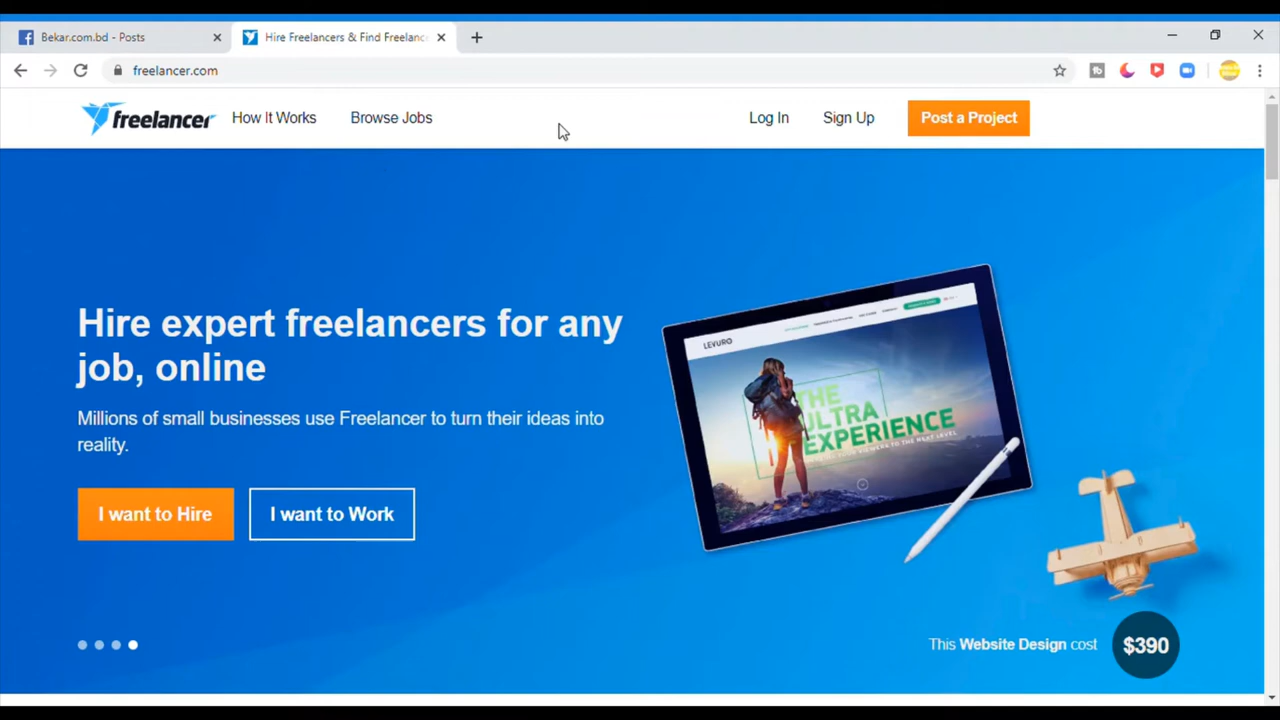 Bekar.com.bd - Posts
Hire Freelancers & Find Freelanc
freelancer.com
freelancer
How It Works
Browse Jobs
Log In
Sign Up
Post a Project
Hire expert freelancers for any
job, online
Millions of small businesses use Freelancer to turn their ideas into
reality.
I want to Hire
I want to Work
LEVURO
THE
ULTRA
EXPERIENCE
This Website Design cost
$390